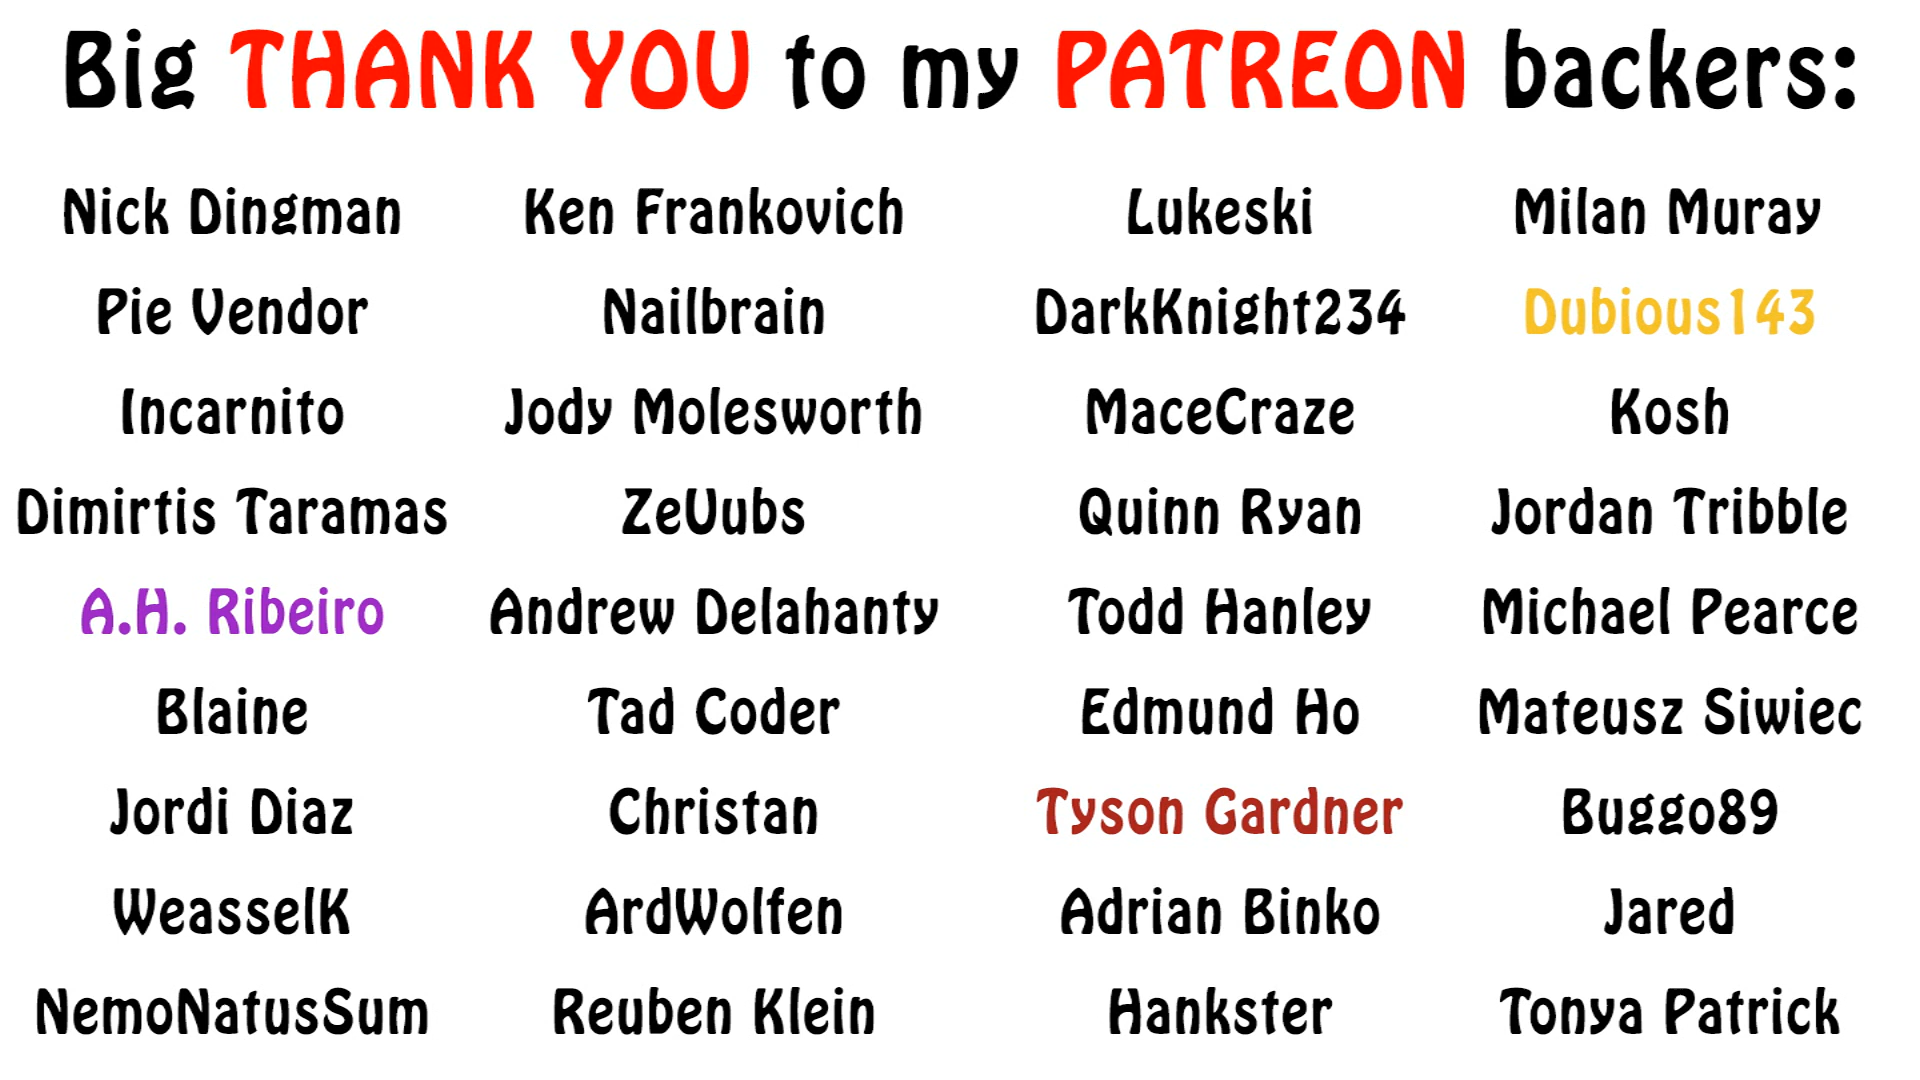 Big THANK YOU to my PATREON backers:
Nick Dingman Ken Frankovich Lukeski Milan Muray
Pie Vendor Nailbrain DarkKnight234 Dubious143
Incarnito Jody Molesworth MaceCraze Kosh
Dimirtis Taramas ZeUubs Quinn Ryan Jordan Tribble
A.H. Ribeiro Andrew Delahanty Todd Hanley Michael Pearce
Blaine Tad Coder Edmund Ho Mateusz Siwiec
Jordi Diaz Christan Tyson Gardner Buggo89
WeasselK ArdWolfen Adrian Binko Jared
NemoNatusSum Reuben Klein Hankster Tonya Patrick